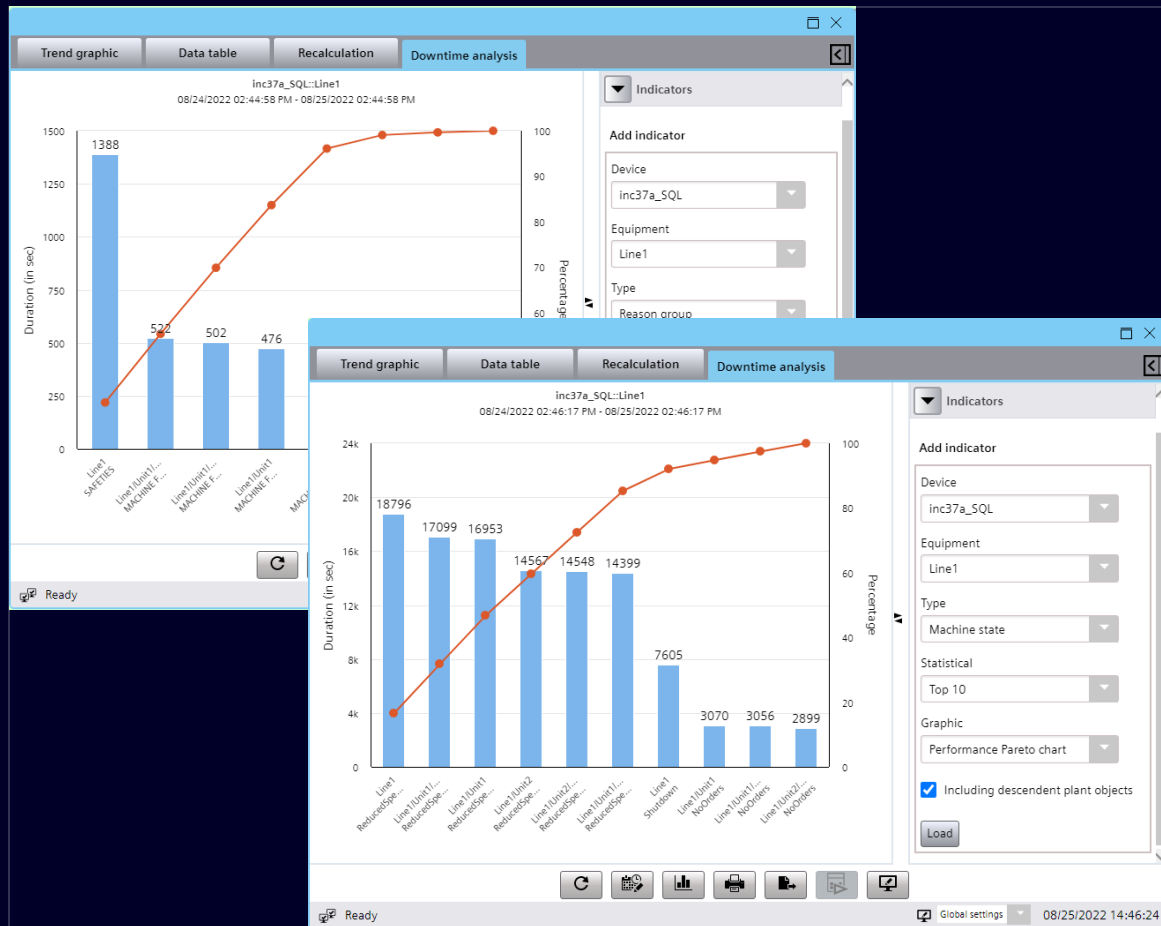 Trend graphic
Data table
Recalculation
Downtime analysis
inc37a_SQL::Line1
08/24/2022 02:44:58 PM - 08/25/2022 02:44:58 PM
1500
1250
1000
750
500
250
0
Duration (in sec)
1388
522
502
476
100
90
80
70
60
Percentage
Line1
SAFETIES
Line1/Unit1/...
MACHINE F...
Line1/Unit1/...
MACHINE F...
Line1/Unit1
MACHINE F...
Indicators
Add indicator
Device
inc37a_SQL
Equipment
Line1
Type
Reason group
Ready
Trend graphic
Data table
Recalculation
Downtime analysis
inc37a_SQL::Line1
08/24/2022 02:46:17 PM - 08/25/2022 02:46:17 PM
24k
20k
16k
12k
8k
4k
0
Duration (in sec)
18796
17099
16953
14567
14548
14399
7605
3070
3056
2899
100
80
60
40
20
0
Percentage
Line1
ReducedSpe...
Line1/Unit1/...
ReducedSpe...
Line1/Unit1
ReducedSpe...
Line1/Unit2
ReducedSpe...
Line1/Unit2/...
ReducedSpe...
Line1/Unit1/...
ReducedSpe...
Line1
Shutdown
Line1/Unit1
NoOrders
Line1/Unit1/...
NoOrders
Line1/Unit2/...
NoOrders
Indicators
Add indicator
Device
inc37a_SQL
Equipment
Line1
Type
Machine state
Statistical
Top 10
Graphic
Performance Pareto chart
Including descendent plant objects
Load
Ready
Global settings
08/25/2022 14:46:24